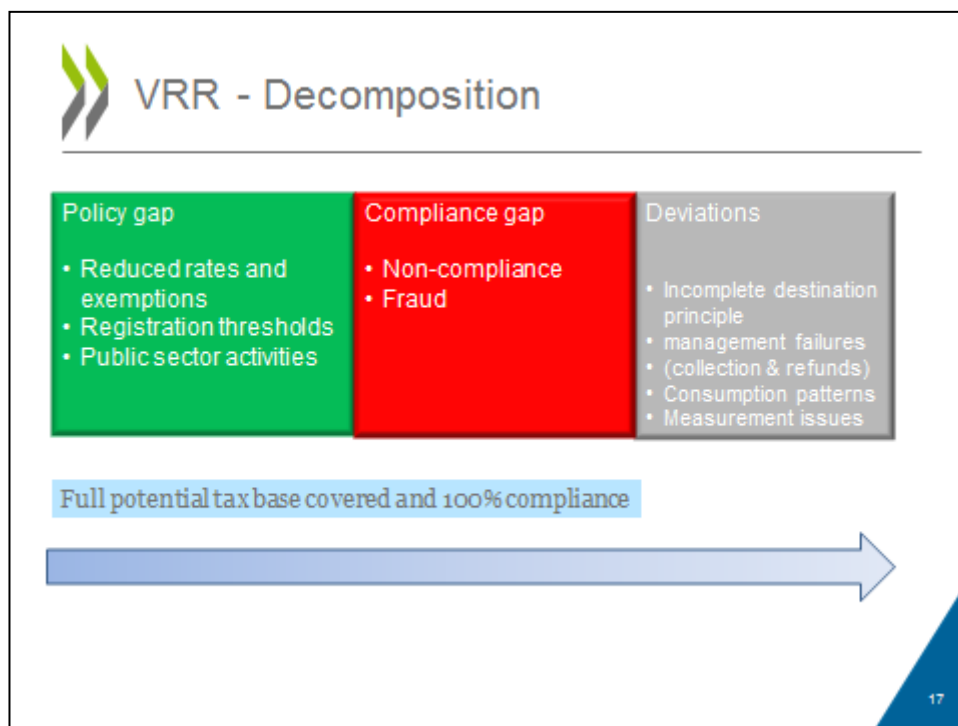 VRR - Decomposition
Policy gap
• Reduced rates and
exemptions
• Registration thresholds
• Public sector activities
Compliance gap
• Non-compliance
• Fraud
Deviations
• Incomplete destination
principle
• management failures
• (collection & refunds)
• Consumption patterns
• Measurement issues
Full potential tax base covered and 100% compliance
17